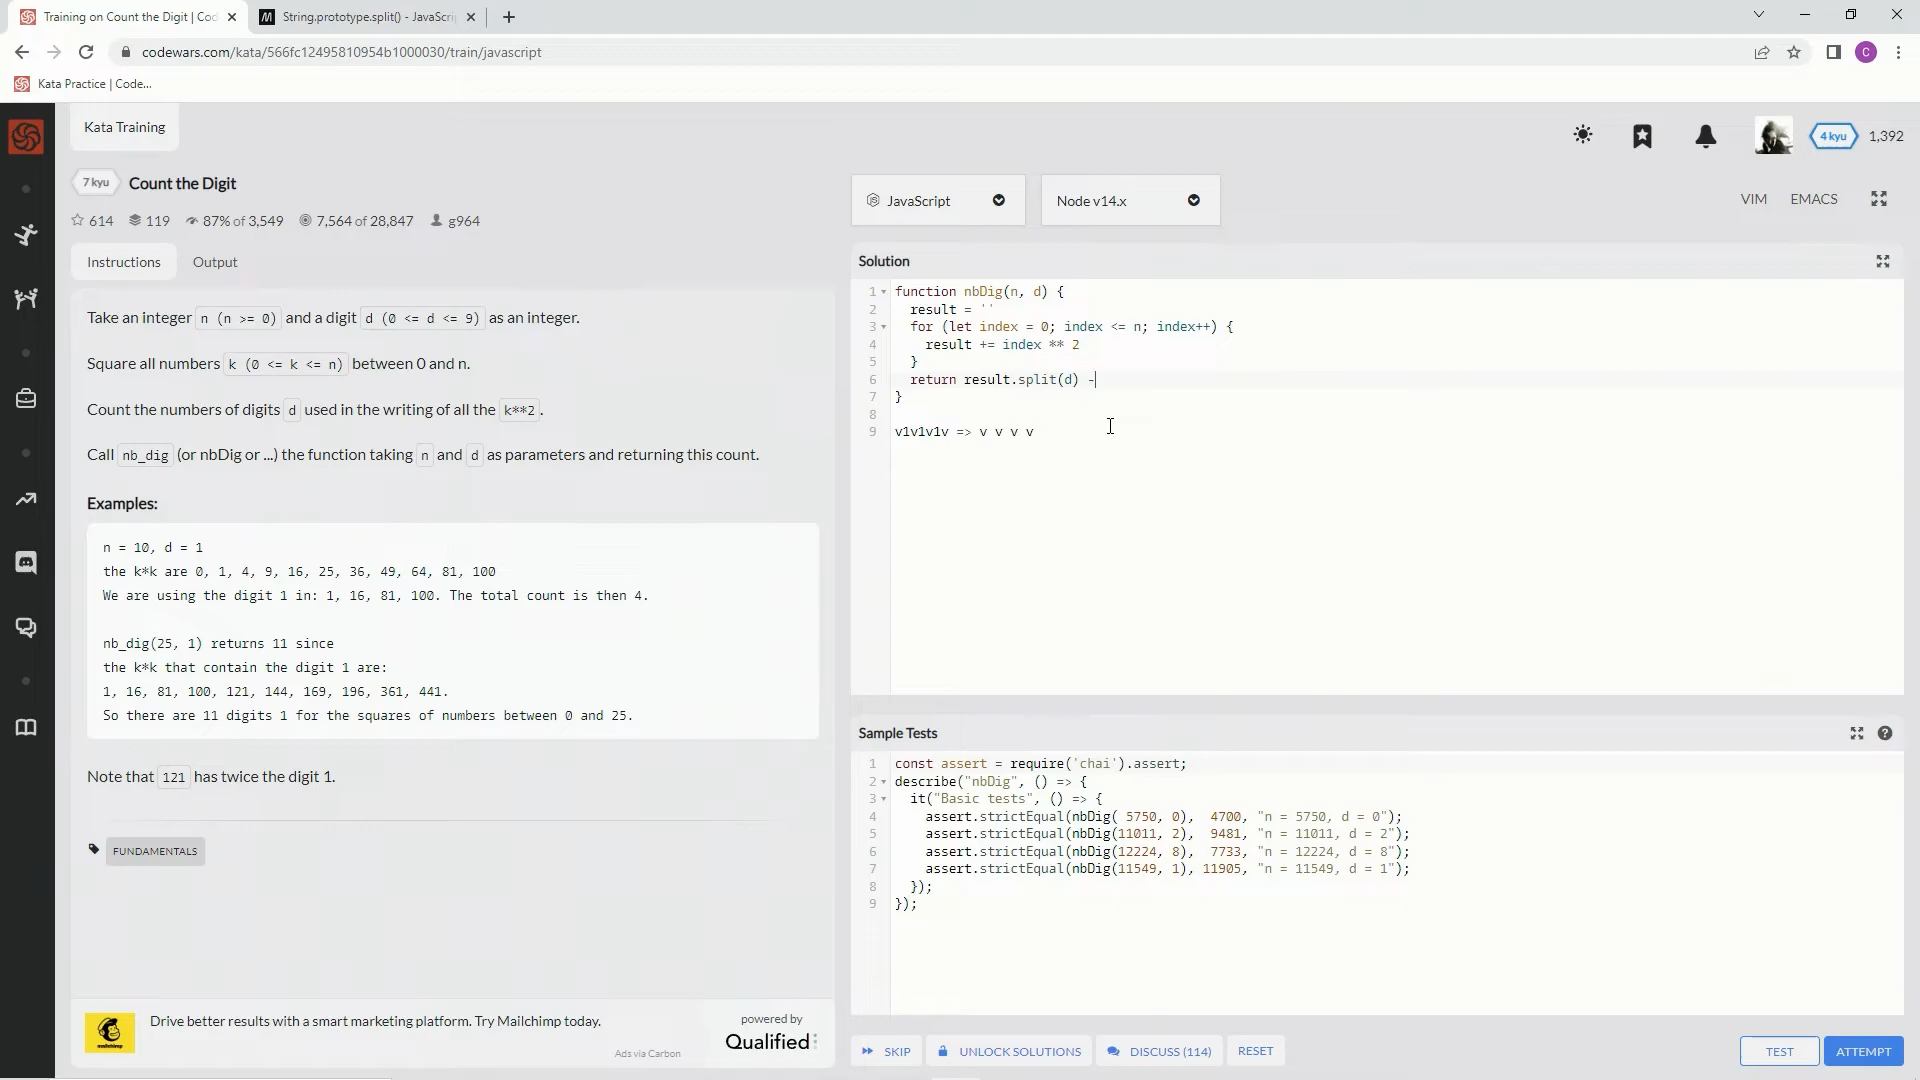 Training on Count the Digit | Cod
String.prototype.split() - JavaScri
codewars.com/kata/566fc12495810954b1000030/train/javascript
C
Kata Practice | Code...
Kata Training
4 kyu
1,392
7 kyu
Count the Digit
614
119
87% of 3,549
7,564 of 28,847
g964
JavaScript
Node v14.x
VIM
EMACS
Instructions
Output
Take an integer n (n >= 0) and a digit d (0 <= d <= 9) as an integer.
Square all numbers k (0 <= k <= n) between 0 and n.
Count the numbers of digits d used in the writing of all the k**2.
Call nb_dig (or nbDig or ...) the function taking n and d as parameters and returning this count.
Examples:
n = 10, d = 1
the k*k are 0, 1, 4, 9, 16, 25, 36, 49, 64, 81, 100
We are using the digit 1 in: 1, 16, 81, 100. The total count is then 4.
nb_dig(25, 1) returns 11 since
the k*k that contain the digit 1 are:
1, 16, 81, 100, 121, 144, 169, 196, 361, 441.
So there are 11 digits 1 for the squares of numbers between 0 and 25.
Note that 121 has twice the digit 1.
FUNDAMENTALS
mailchimp
Drive better results with a smart marketing platform. Try Mailchimp today.
Ads via Carbon
powered by
Qualified
Solution
1 function nbDig(n, d) {
2 result = ''
3 for (let index = 0; index <= n; index++) {
4 result += index ** 2
5 }
6 return result.split(d) -
7 }
8
9 v1v1v1v => v v v v
Sample Tests
1 const assert = require('chai').assert;
2 describe("nbDig", () => {
3 it("Basic tests", () => {
4 assert.strictEqual(nbDig( 5750, 0), 4700, "n = 5750, d = 0");
5 assert.strictEqual(nbDig(11011, 2), 9481, "n = 11011, d = 2");
6 assert.strictEqual(nbDig(12224, 8), 7733, "n = 12224, d = 8");
7 assert.strictEqual(nbDig(11549, 1), 11905, "n = 11549, d = 1");
8 });
9 });
SKIP
UNLOCK SOLUTIONS
DISCUSS (114)
RESET
TEST
ATTEMPT